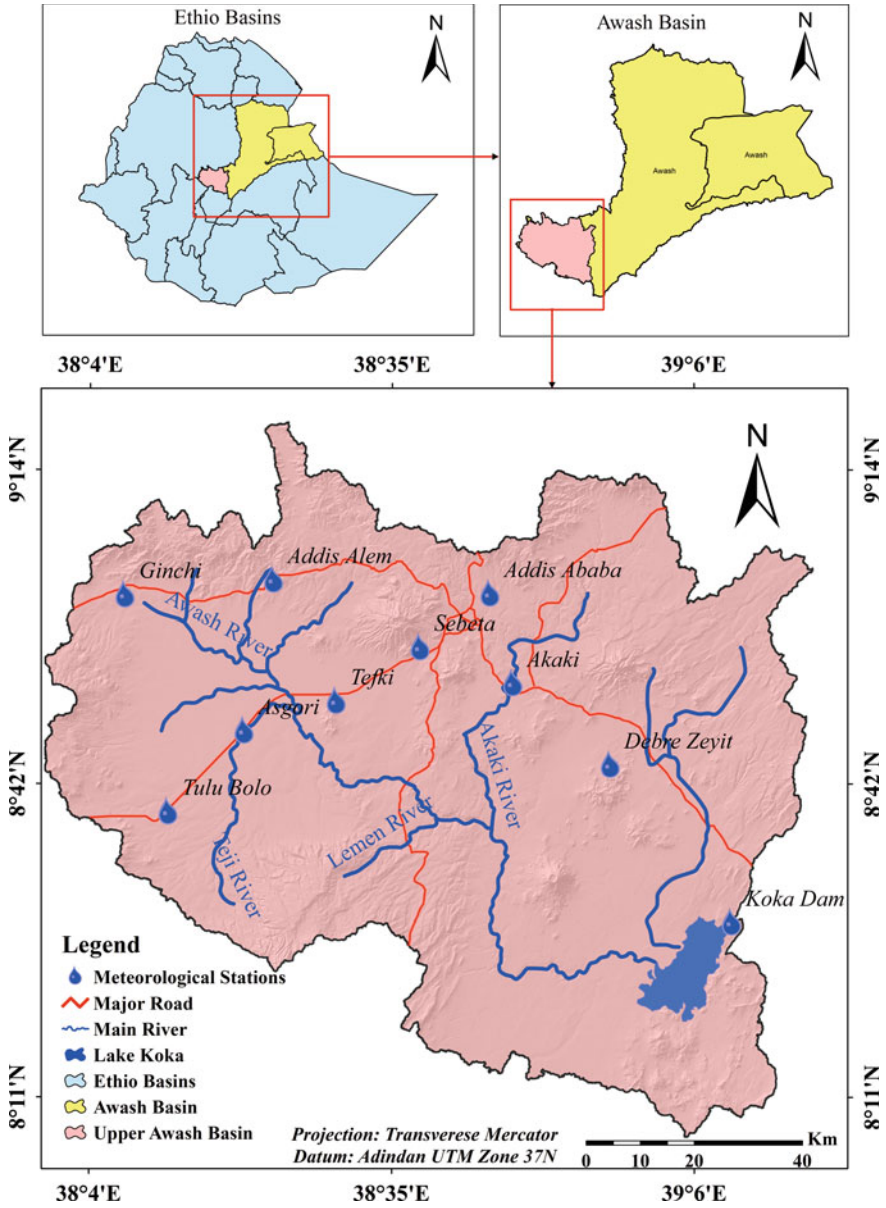 Ethio Basins
N
Awash Basin
N
Awash
Awash
38°4'E 38°35'E 39°6'E
N
9°14'N 9°14'N
Ginchi
Addis Alem
Addis Ababa
Awash River
Sebeta
Akaki
Tefki
Asgori
Akaki River
Debre Zeyit
8°42'N 8°42'N
Tulu Bolo
Lemen River
Teji River
Koka Dam
Legend
Meteorological Stations
Major Road
Main River
Lake Koka
Ethio Basins
Awash Basin
Upper Awash Basin
8°11'N 8°11'N
Projection: Transverese Mercator
Datum: Adindan UTM Zone 37N
Km
0 10 20 40
38°4'E 38°35'E 39°6'E